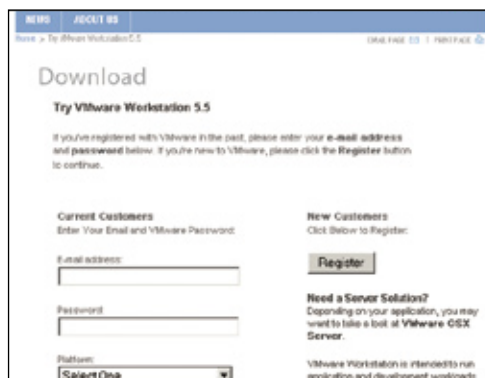 NEWS ABOUT US
Home > Try VMware Workstation 5.5
EMAIL PAGE | PRINT PAGE
Download
Try VMware Workstation 5.5
If you've registered with VMware in the past, please enter your e-mail address
and password below. If you're new to VMware, please click the Register button
to continue.
Current Customers
Enter Your Email and VMware Password:
E-mail address:
Password:
Platform:
Select One
New Customers
Click Below to Register:
Register
Need a Server Solution?
Depending on your application, you may
want to take a look at VMware GSX
Server.
VMware Workstation is intended to run
application and development workloads